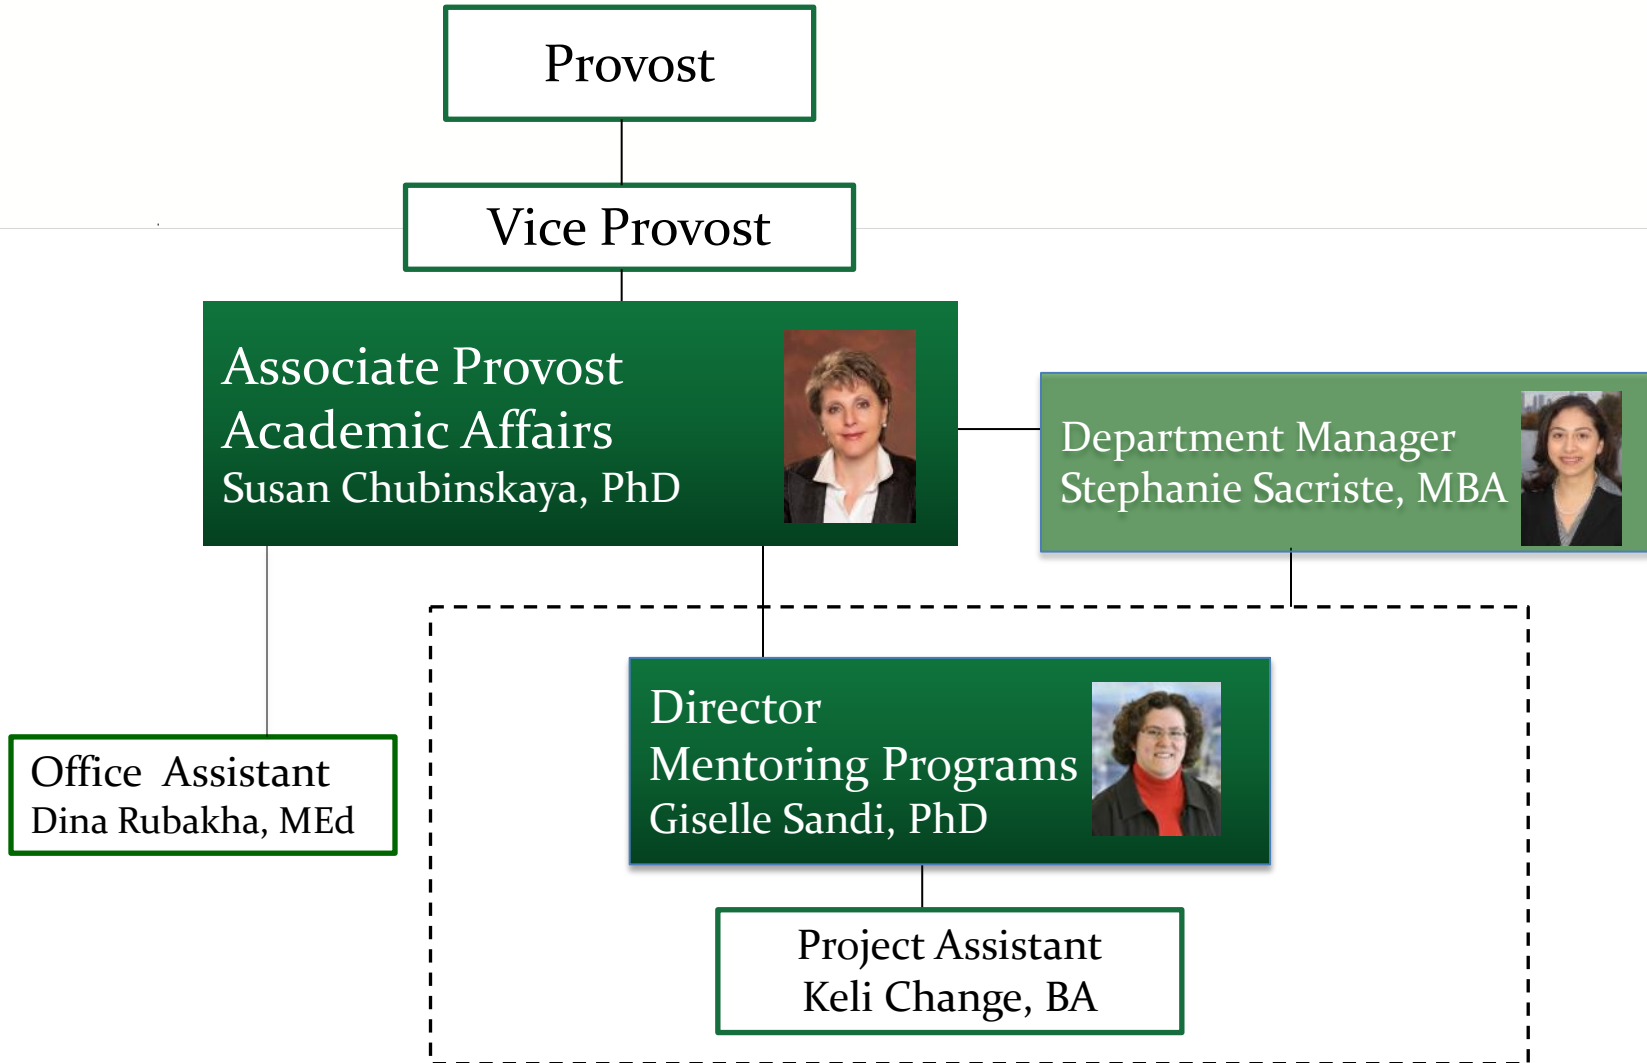 Provost
Vice Provost
Associate Provost
Academic Affairs
Susan Chubinskaya, PhD
Department Manager
Stephanie Sacriste, MBA
Director
Mentoring Programs
Giselle Sandi, PhD
Office Assistant
Dina Rubakha, MEd
Project Assistant
Keli Change, BA